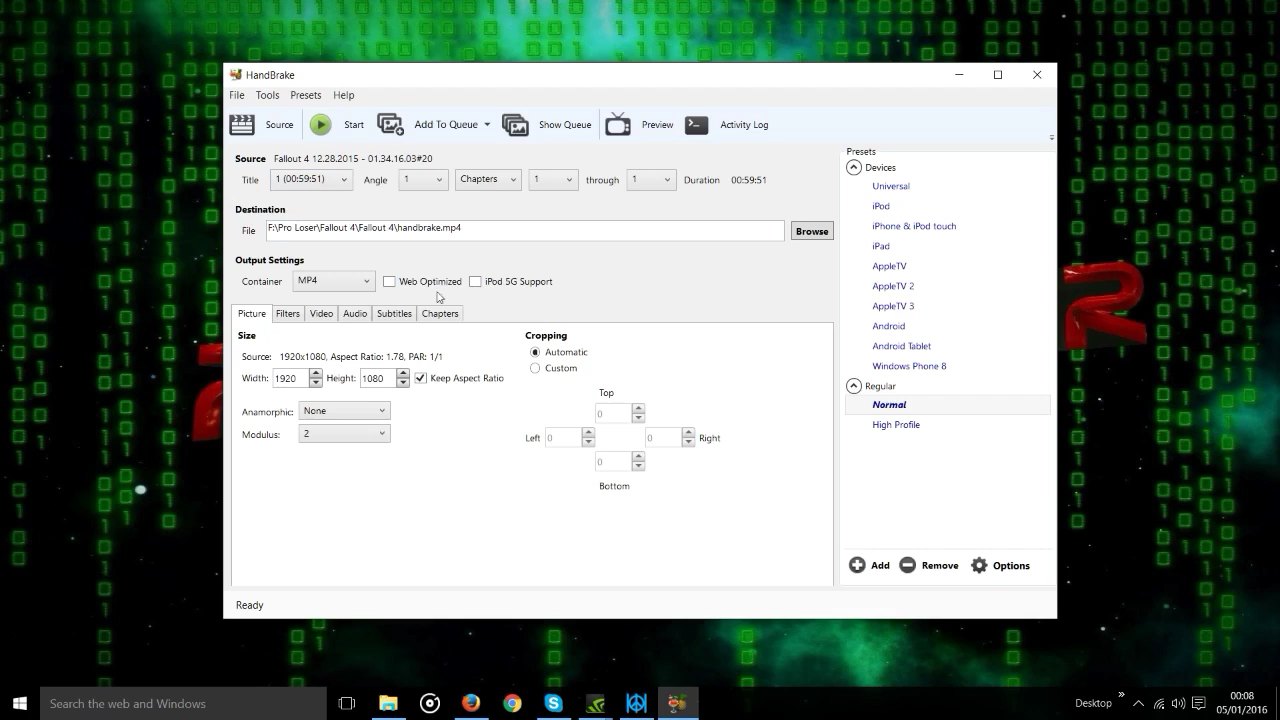 HandBrake
File Tools Presets Help
Source Start Add To Queue Show Queue Preview Activity Log
Source Fallout 4 12.28.2015 - 01.34.16.03#20
Title 1 (00:59:51) Angle 1 Chapters 1 through 1 Duration 00:59:51
Destination
File F:\Pro Loser\Fallout 4\Fallout 4\handbrake.mp4 Browse
Output Settings
Container MP4 Web Optimized iPod 5G Support
Picture Filters Video Audio Subtitles Chapters
Size
Source: 1920x1080, Aspect Ratio: 1.78, PAR: 1/1
Width: 1920 Height: 1080 Keep Aspect Ratio
Anamorphic: None
Modulus: 2
Cropping
Automatic
Custom
Top
0
Left 0 0 Right
0
Bottom
Presets
Devices
Universal
iPod
iPhone & iPod touch
iPad
AppleTV
AppleTV 2
AppleTV 3
Android
Android Tablet
Windows Phone 8
Regular
Normal
High Profile
Add Remove Options
Ready
R
Search the web and Windows
Desktop
00:08
05/01/2016